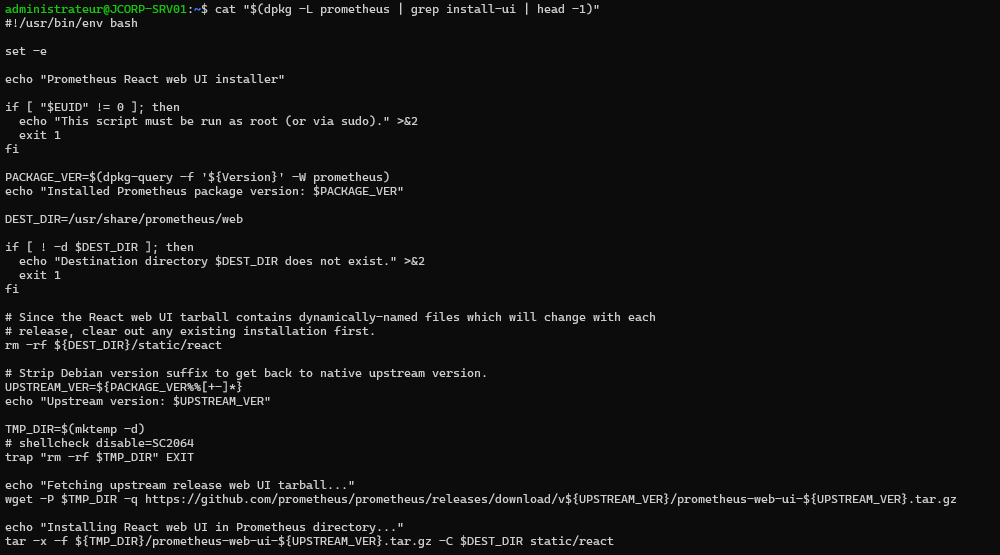 administrateur@JCORP-SRV01:~$ cat "$(dpkg -L prometheus | grep install-ui | head -1)"
#!/usr/bin/env bash

set -e

echo "Prometheus React web UI installer"

if [ "$EUID" != 0 ]; then
  echo "This script must be run as root (or via sudo)." >&2
  exit 1
fi

PACKAGE_VER=$(dpkg-query -f '${Version}' -W prometheus)
echo "Installed Prometheus package version: $PACKAGE_VER"

DEST_DIR=/usr/share/prometheus/web

if [ ! -d $DEST_DIR ]; then
  echo "Destination directory $DEST_DIR does not exist." >&2
  exit 1
fi

# Since the React web UI tarball contains dynamically-named files which will change with each
# release, clear out any existing installation first.
rm -rf ${DEST_DIR}/static/react

# Strip Debian version suffix to get back to native upstream version.
UPSTREAM_VER=${PACKAGE_VER%%[+-]*}
echo "Upstream version: $UPSTREAM_VER"

TMP_DIR=$(mktemp -d)
# shellcheck disable=SC2064
trap "rm -rf $TMP_DIR" EXIT

echo "Fetching upstream release web UI tarball..."
wget -P $TMP_DIR -q https://github.com/prometheus/prometheus/releases/download/v${UPSTREAM_VER}/prometheus-web-ui-${UPSTREAM_VER}.tar.gz

echo "Installing React web UI in Prometheus directory..."
tar -x -f ${TMP_DIR}/prometheus-web-ui-${UPSTREAM_VER}.tar.gz -C $DEST_DIR static/react